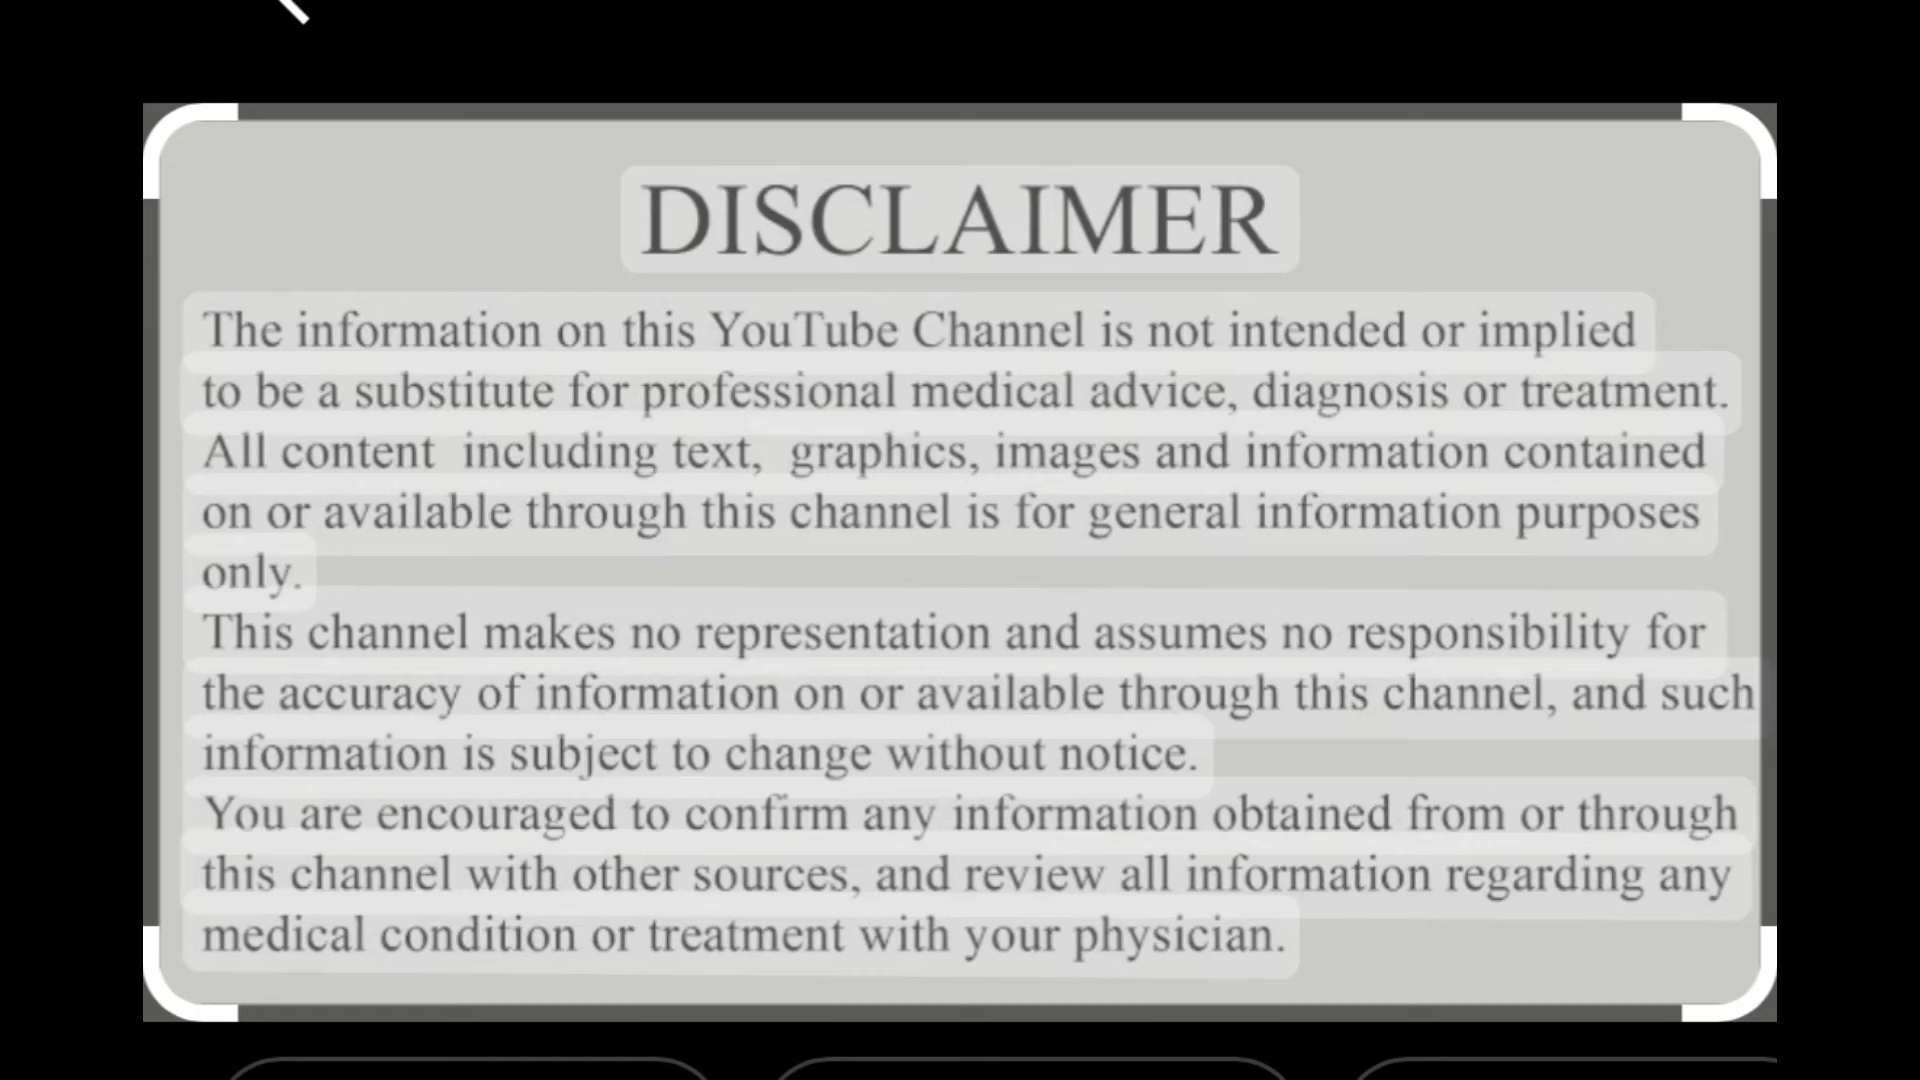 DISCLAIMER
The information on this YouTube Channel is not intended or implied
to be a substitute for professional medical advice, diagnosis or treatment.
All content including text, graphics, images and information contained
on or available through this channel is for general information purposes
only.
This channel makes no representation and assumes no responsibility for
the accuracy of information on or available through this channel, and such
information is subject to change without notice.
You are encouraged to confirm any information obtained from or through
this channel with other sources, and review all information regarding any
medical condition or treatment with your physician.